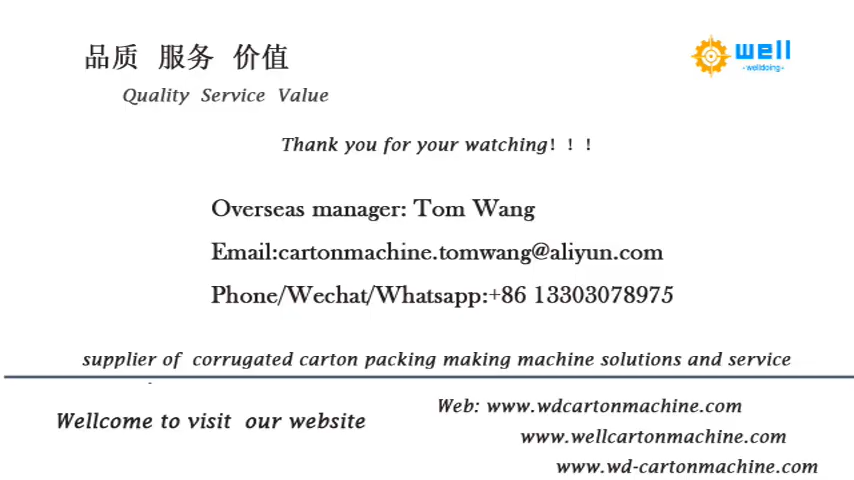 品质 服务 价值
well
-welldoing-
Quality Service Value
Thank you for your watching！！！
Overseas manager: Tom Wang
Email:cartonmachine.tomwang@aliyun.com
Phone/Wechat/Whatsapp:+86 13303078975
supplier of corrugated carton packing making machine solutions and service
Wellcome to visit our website
Web: www.wdcartonmachine.com
www.wellcartonmachine.com
www.wd-cartonmachine.com